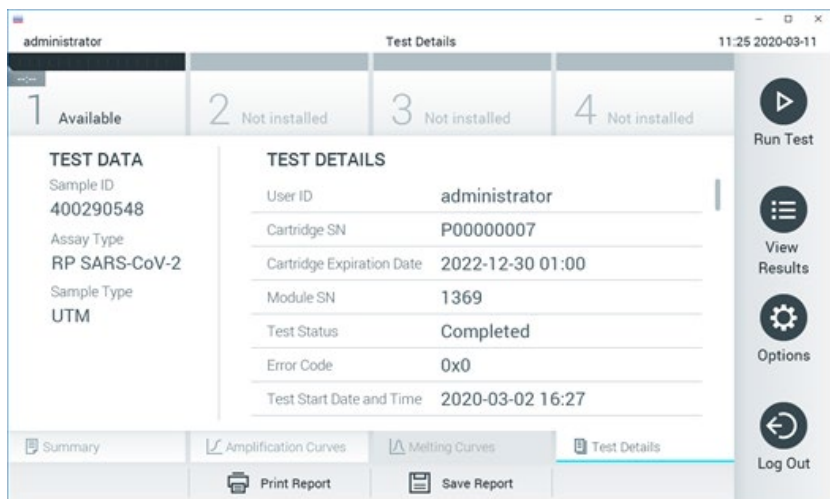 administrator Test Details 11:25 2020-03-11
--:--
1 Available 2 Not installed 3 Not installed 4 Not installed
Run Test
View
Results
Options
Log Out
TEST DATA
Sample ID
400290548
Assay Type
RP SARS-CoV-2
Sample Type
UTM
TEST DETAILS
User ID administrator
Cartridge SN P00000007
Cartridge Expiration Date 2022-12-30 01:00
Module SN 1369
Test Status Completed
Error Code 0x0
Test Start Date and Time 2020-03-02 16:27
Summary Amplification Curves Melting Curves Test Details
Print Report Save Report